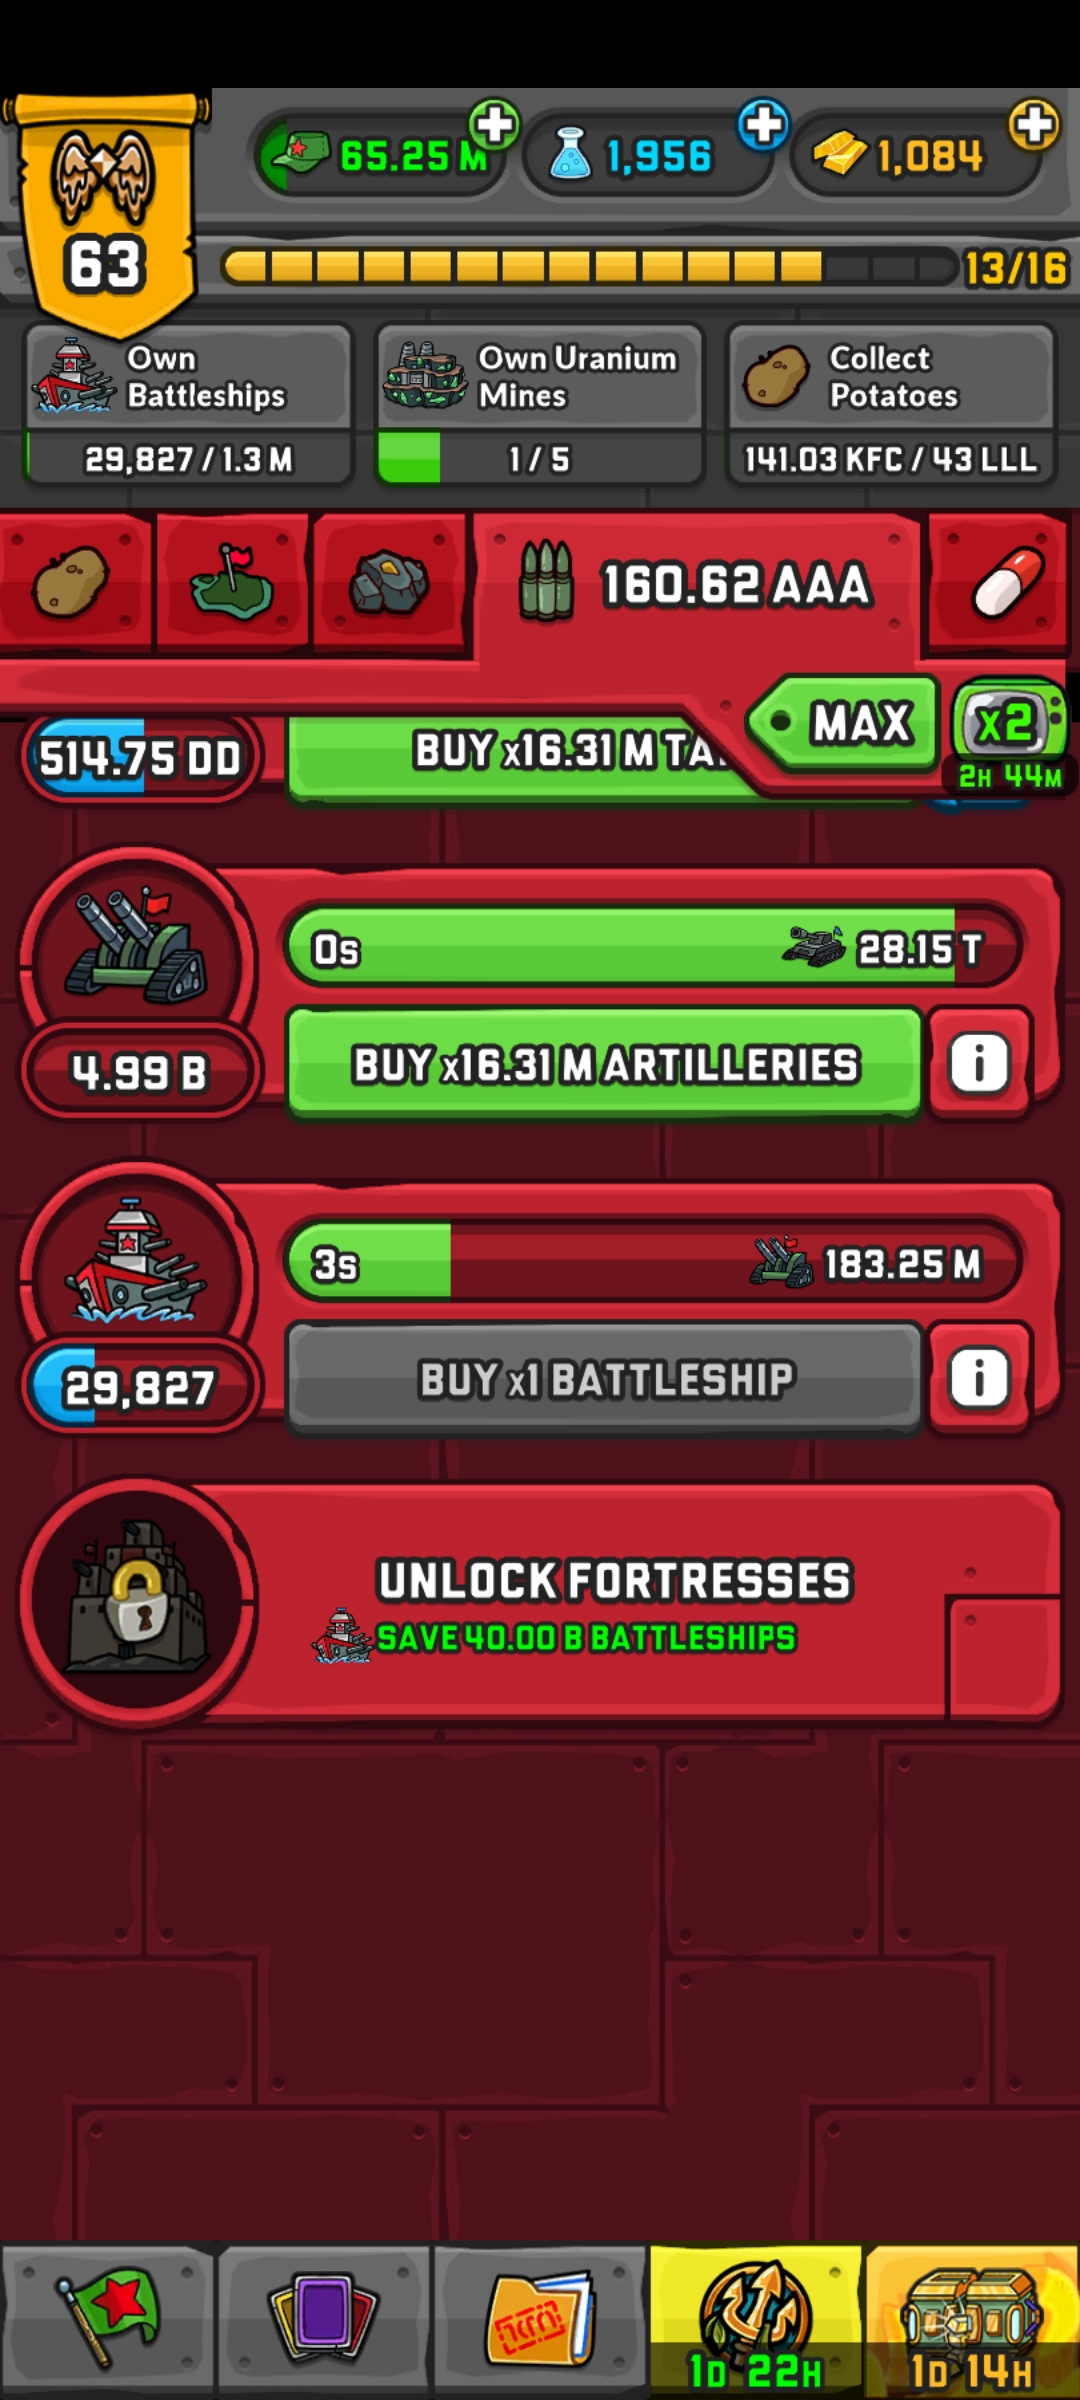 65.25 M
1,956
1,084
63
13/16
Own
Battleships
29,827 / 1.3 M
Own Uranium
Mines
1 / 5
Collect
Potatoes
141.03 KFC / 43 LLL
160.62 AAA
MAX
X2
2H 44M
514.75 DD
BUY x16.31 M TA
0s
28.15 T
4.99 B
BUY x16.31 M ARTILLERIES
i
3s
183.25 M
29,827
BUY x1 BATTLESHIP
i
UNLOCK FORTRESSES
SAVE 40.00 B BATTLESHIPS
1D 22H
1D 14H